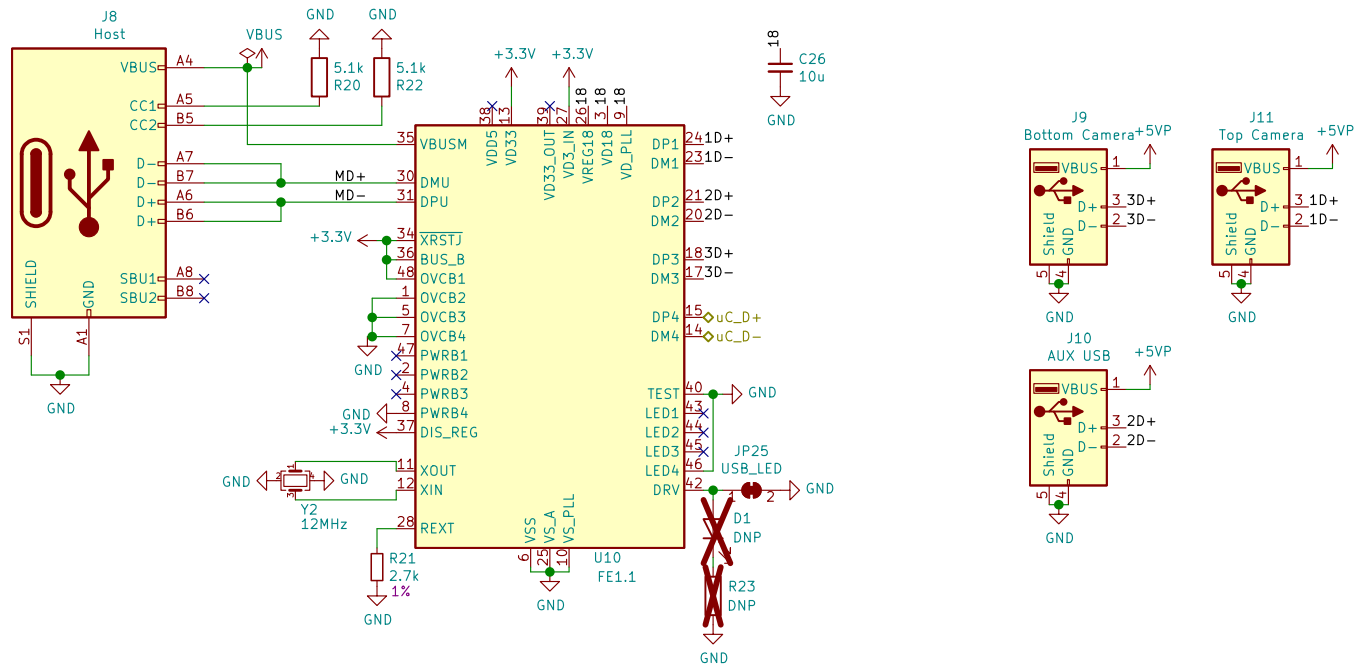 J8
Host
VBUS
A4
CC1
A5
CC2
B5
D-
A7
D-
B7
D+
A6
D+
B6
SBU1
A8
SBU2
B8
SHIELD
GND
S1
A1
GND
VBUS
GND
5.1k
R20
GND
5.1k
R22
MD+
MD-
+3.3V
+3.3V
38
13
39
27
26
18
3
18
9
18
VDD5
VD33
VD33_OUT
VD3_IN
VREG18
VD18
VD_PLL
35
VBUSM
30
DMU
31
DPU
+3.3V
34
XRSTJ
36
BUS_B
48
OVCB1
1
OVCB2
5
OVCB3
7
OVCB4
GND
47
PWRB1
2
PWRB2
4
PWRB3
GND
8
PWRB4
+3.3V
37
DIS_REG
11
XOUT
12
XIN
GND
1
2
4
3
GND
Y2
12MHz
28
REXT
R21
2.7k
1%
GND
VSS
VS_A
VS_PLL
6
25
10
GND
U10
FE1.1
DP1
24
1D+
DM1
23
1D-
DP2
21
2D+
DM2
20
2D-
DP3
18
3D+
DM3
17
3D-
DP4
15
uC_D+
DM4
14
uC_D-
TEST
40
GND
LED1
43
LED2
44
LED3
45
LED4
46
DRV
42
JP25
USB_LED
1
2
GND
D1
DNP
R23
DNP
GND
18
C26
10u
GND
J9
Bottom Camera
+5VP
VBUS
1
D+
3
3D+
D-
2
3D-
Shield
GND
5
4
GND
J11
Top Camera
+5VP
VBUS
1
D+
3
1D+
D-
2
1D-
Shield
GND
5
4
GND
J10
AUX USB
+5VP
VBUS
1
D+
3
2D+
D-
2
2D-
Shield
GND
5
4
GND